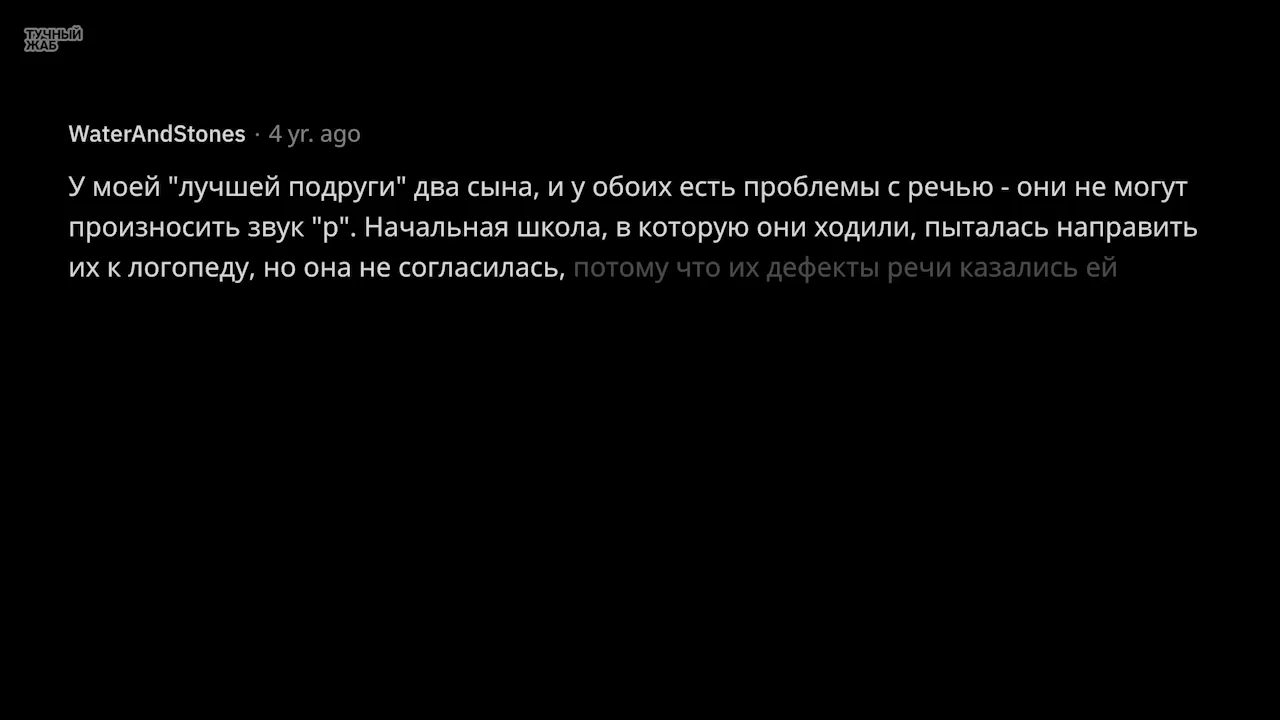 ТУЧНЫЙ
ЖАБ
WaterAndStones · 4 yr. ago
У моей "лучшей подруги" два сына, и у обоих есть проблемы с речью - они не могут
произносить звук "р". Начальная школа, в которую они ходили, пыталась направить
их к логопеду, но она не согласилась, потому что их дефекты речи казались ей